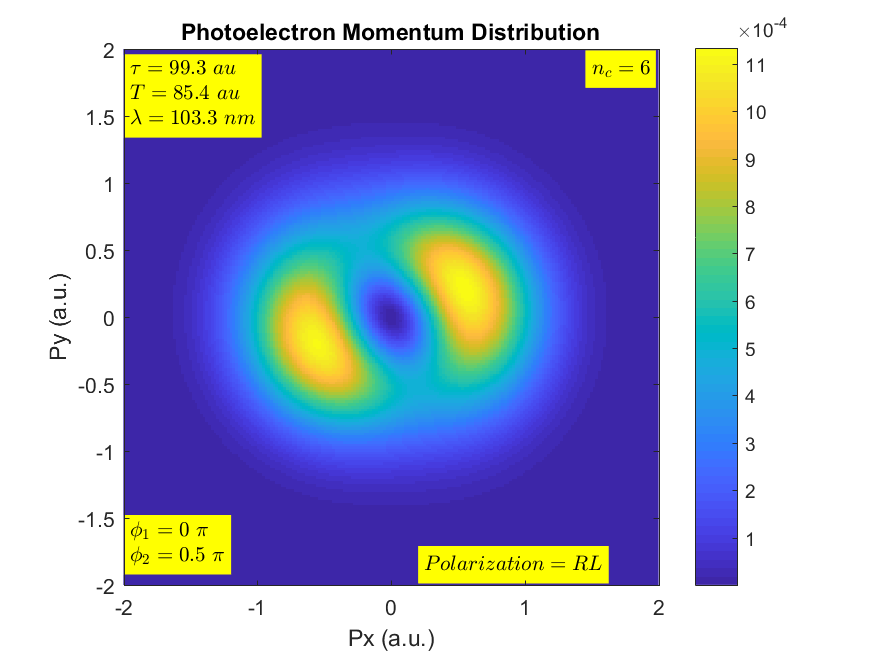 Photoelectron Momentum Distribution
×10⁻⁴
τ = 99.3 au
T = 85.4 au
λ = 103.3 nm
n_c = 6
2
1.5
1
0.5
0
-0.5
-1
-1.5
-2
Py (a.u.)
11
10
9
8
7
6
5
4
3
2
1
ϕ₁ = 0 π
ϕ₂ = 0.5 π
Polarization = RL
-2
-1
0
1
2
Px (a.u.)